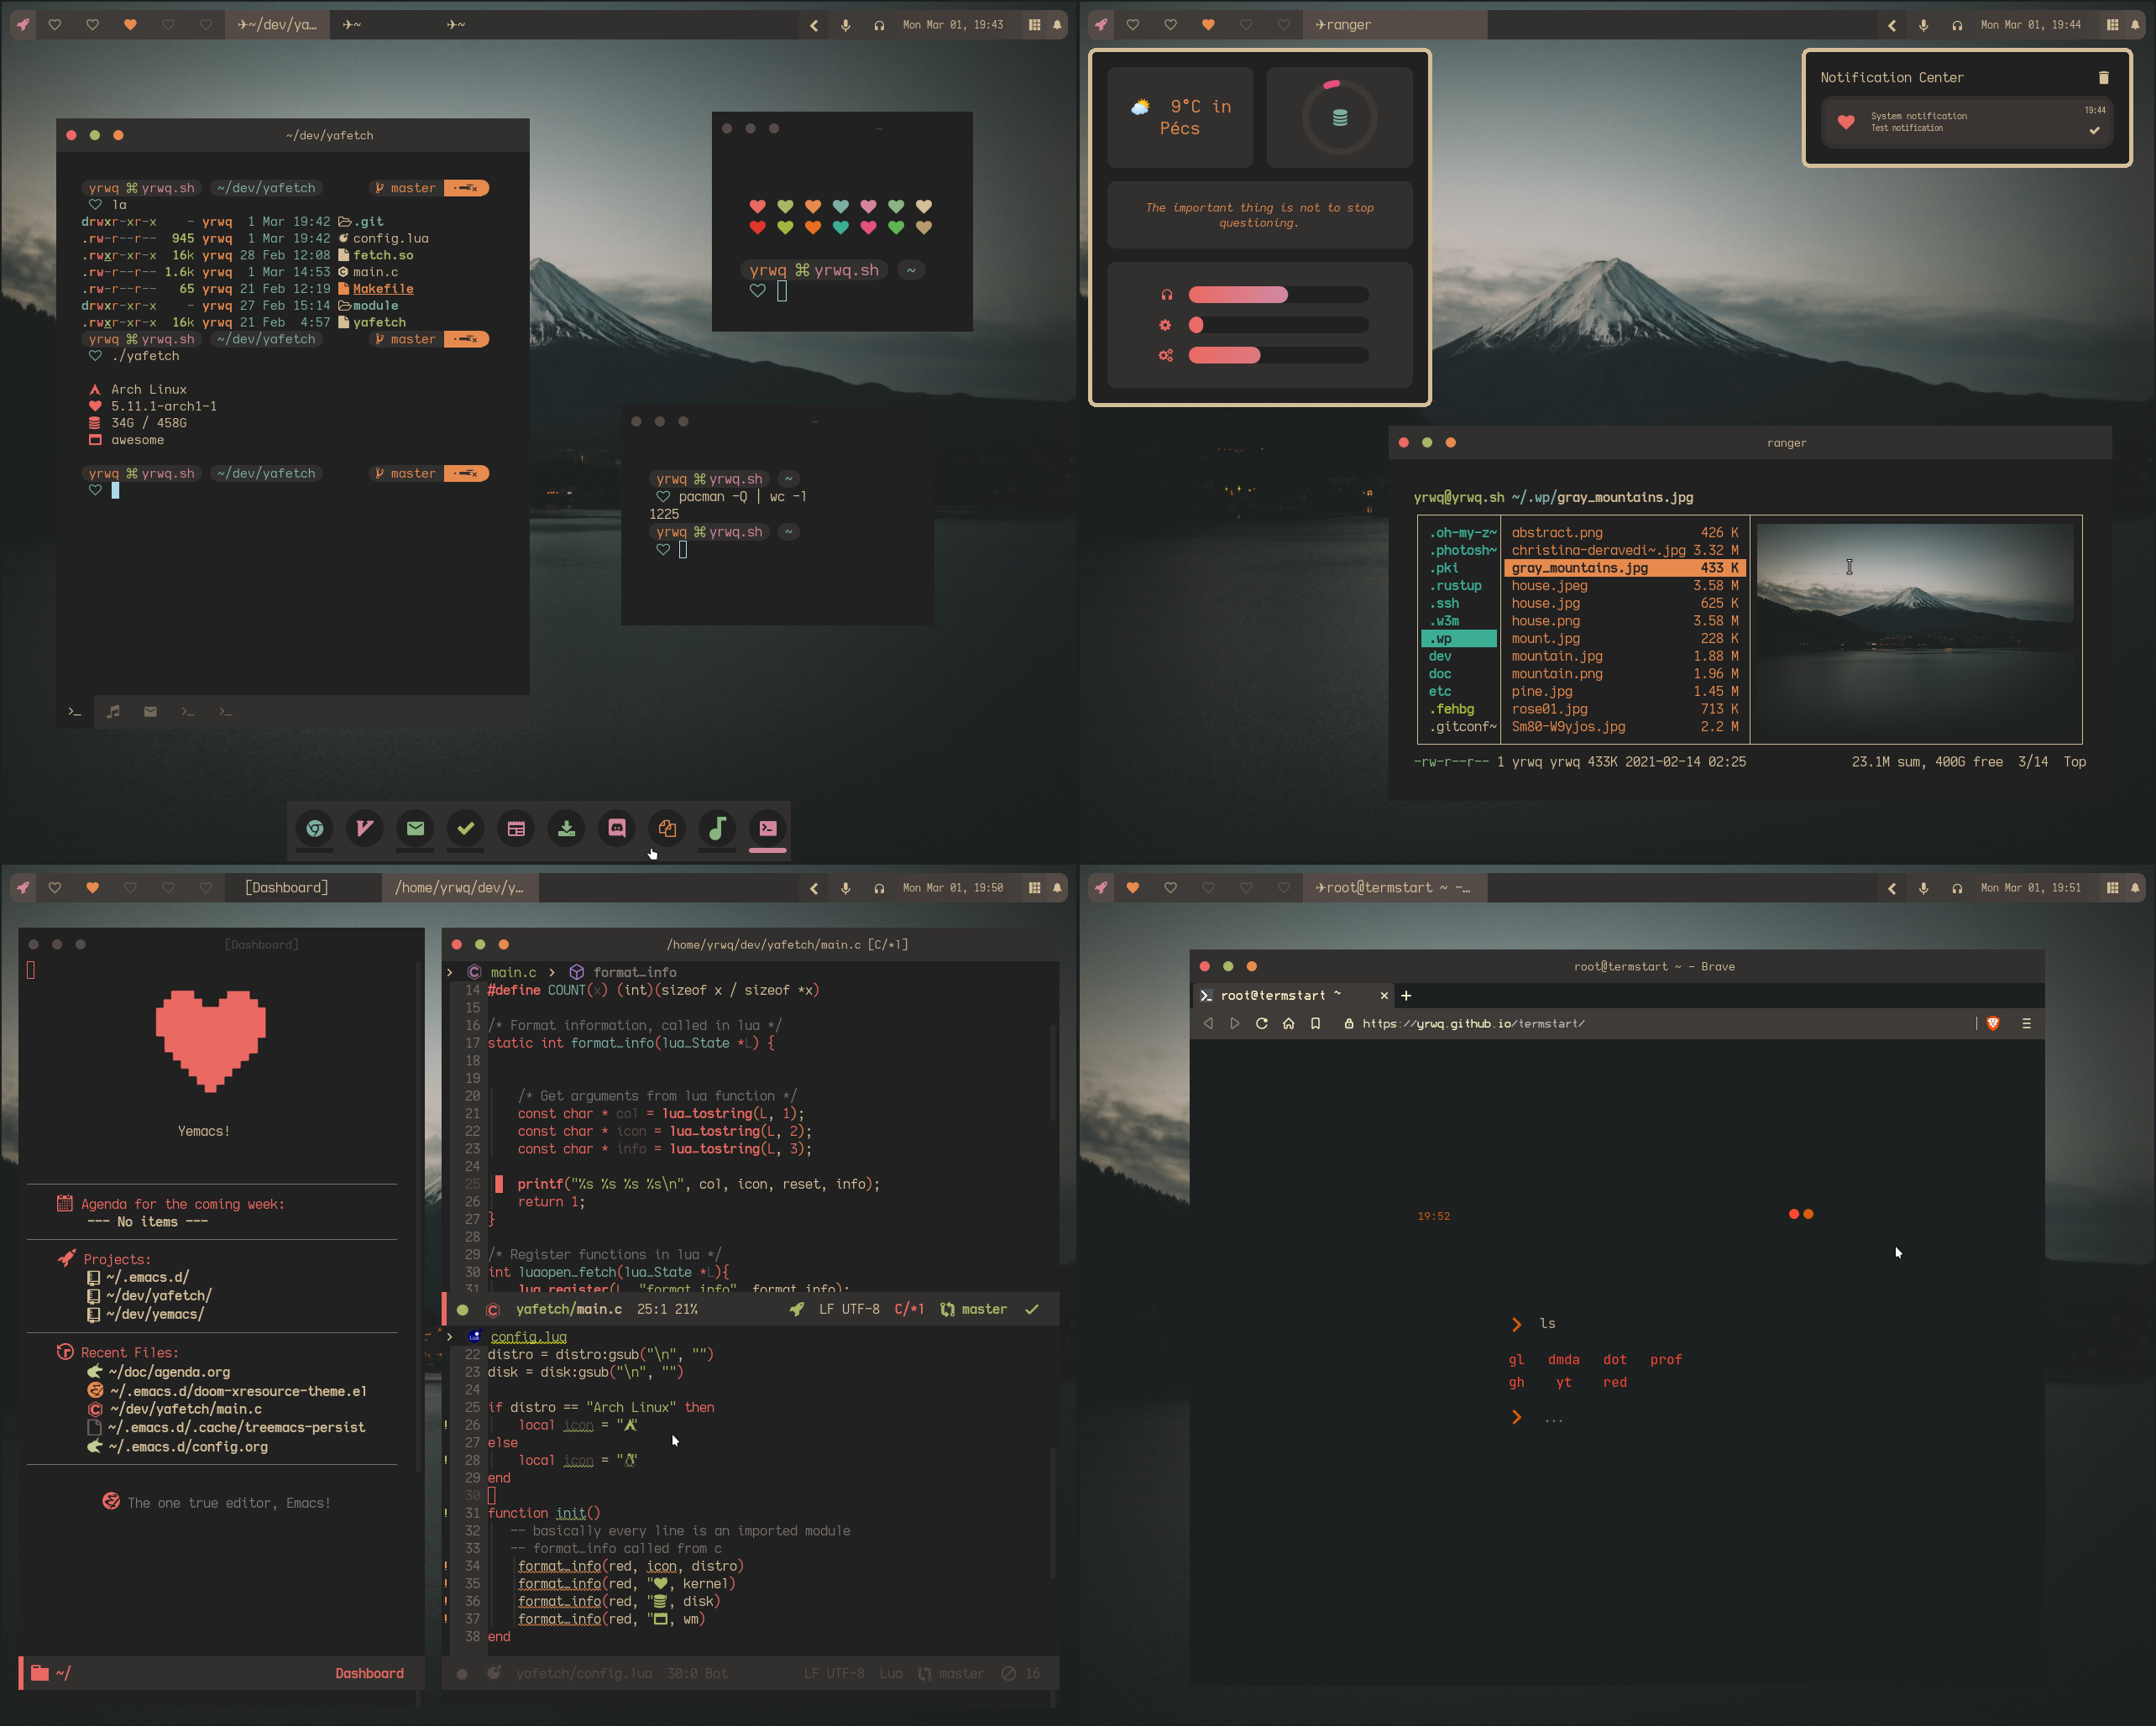 ~/dev/ya…
~
~
Mon Mar 01, 19:43
~/dev/yafetch
yrwq ⌘ yrwq.sh ~/dev/yafetch master
la
drwxr-xr-x - yrwq 1 Mar 19:42 .git
.rw-r--r-- 945 yrwq 1 Mar 19:42 config.lua
.rwxr-xr-x 16k yrwq 28 Feb 12:08 fetch.so
.rw-r--r-- 1.6k yrwq 1 Mar 14:53 main.c
.rw-r--r-- 65 yrwq 21 Feb 12:19 Makefile
drwxr-xr-x - yrwq 27 Feb 15:14 module
.rwxr-xr-x 16k yrwq 21 Feb 4:57 yafetch
yrwq ⌘ yrwq.sh ~/dev/yafetch master
./yafetch
Arch Linux
5.11.1-arch1-1
34G / 458G
awesome
yrwq ⌘ yrwq.sh ~/dev/yafetch master
~
yrwq ⌘ yrwq.sh ~
~
yrwq ⌘ yrwq.sh ~
pacman -Q | wc -l
1225
yrwq ⌘ yrwq.sh ~
ranger
Mon Mar 01, 19:44
9°C in
Pécs
The important thing is not to stop
questioning.
Notification Center
19:44
System notification
Test notification
ranger
yrwq@yrwq.sh ~/.wp/gray_mountains.jpg
.oh-my-z~ abstract.png 426 K
.photosh~ christina-deravedi~.jpg 3.32 M
.pki gray_mountains.jpg 433 K
.rustup house.jpeg 3.58 M
.ssh house.jpg 625 K
.w3m house.png 3.58 M
.wp mount.jpg 228 K
dev mountain.jpg 1.88 M
doc mountain.png 1.96 M
etc pine.jpg 1.45 M
.fehbg rose01.jpg 713 K
.gitconf~ Sm80-W9yjos.jpg 2.2 M
-rw-r--r-- 1 yrwq yrwq 433K 2021-02-14 02:25 23.1M sum, 400G free 3/14 Top
[Dashboard]
/home/yrwq/dev/y…
Mon Mar 01, 19:50
[Dashboard]
Yemacs!
Agenda for the coming week:
--- No items ---
Projects:
~/.emacs.d/
~/dev/yafetch/
~/dev/yemacs/
Recent Files:
~/doc/agenda.org
~/.emacs.d/doom-xresource-theme.el
~/dev/yafetch/main.c
~/.emacs.d/.cache/treemacs-persist
~/.emacs.d/config.org
The one true editor, Emacs!
~/ Dashboard
/home/yrwq/dev/yafetch/main.c [C/*1]
main.c > format_info
14 #define COUNT(x) (int)(sizeof x / sizeof *x)
15
16 /* Format information, called in lua */
17 static int format_info(lua_State *L) {
18
19
20 /* Get arguments from lua function */
21 const char * col = lua_tostring(L, 1);
22 const char * icon = lua_tostring(L, 2);
23 const char * info = lua_tostring(L, 3);
24
25 printf("%s %s %s %s\n", col, icon, reset, info);
26 return 1;
27 }
28
29 /* Register functions in lua */
30 int luaopen_fetch(lua_State *L){
31 lua_register(L, "format_info", format_info);
yafetch/main.c 25:1 21% LF UTF-8 C/*1 master
> config.lua
22 distro = distro:gsub("\n", "")
23 disk = disk:gsub("\n", "")
24
25 if distro == "Arch Linux" then
26 local icon = "
27 else
28 local icon = "
29 end
30
31 function init()
32 -- basically every line is an imported module
33 -- format_info called from c
34 format_info(red, icon, distro)
35 format_info(red, "♥, kernel)
36 format_info(red, ", disk)
37 format_info(red, ", wm)
38 end
yafetch/config.lua 30:0 Bot LF UTF-8 Lua master 16
root@termstart ~ -…
Mon Mar 01, 19:51
root@termstart ~ - Brave
root@termstart ~
https://yrwq.github.io/termstart/
19:52
> ls
gl dmda dot prof
gh yt red
> ...